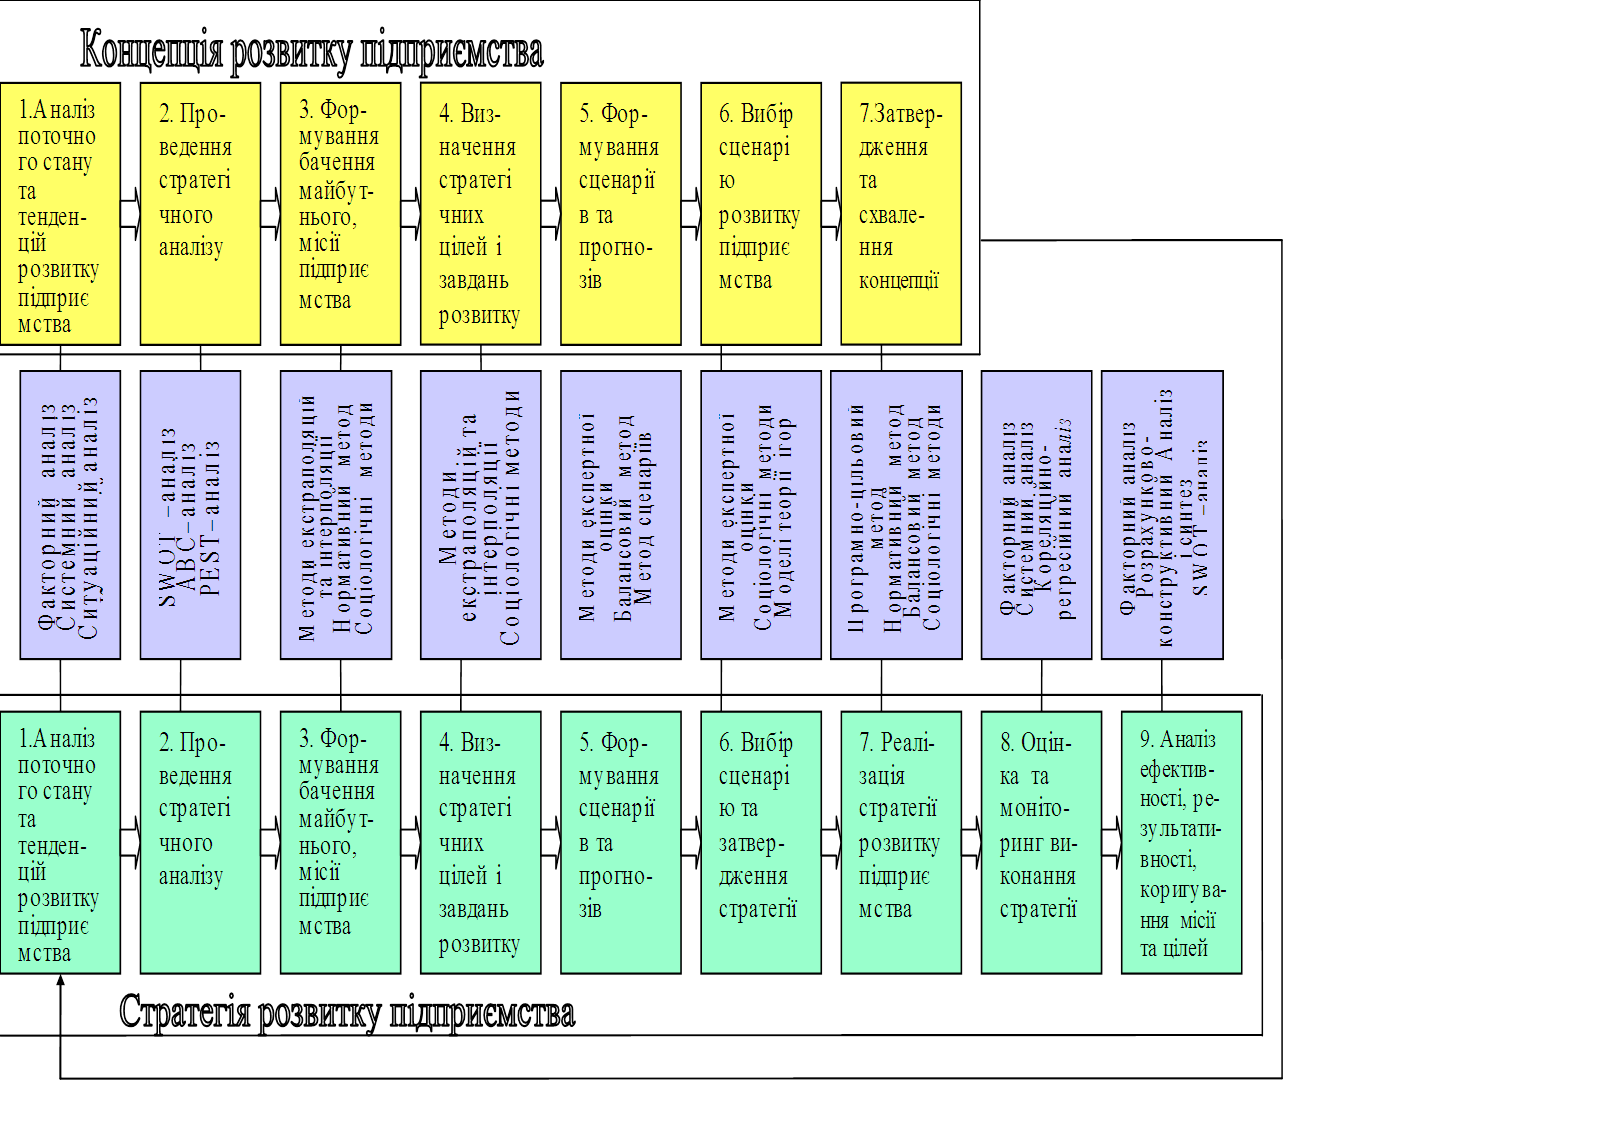 Концепція розвитку підприємства
1.Аналіз
поточно
го стану
та
тенден-
цій
розвитку
підприє
мства
2. Про-
ведення
стратегі
чного
аналізу
3. Фор-
мування
бачення
майбут-
нього,
місії
підприє
мства
4. Виз-
начення
стратегі
чних
цілей і
завдань
розвитку
5. Фор-
мування
сценарії
в та
прогно-
зів
6. Вибір
сценарі
ю
розвитку
підприє
мства
7.Затвер-
дження
та
схвале-
ння
концепції
Факторний аналіз
Системний аналіз
Ситуаційний аналіз
SWOT –аналіз
ABC–аналіз
PEST–аналіз
Методи екстраполяцій
та інтерполяції
Нормативний метод
Соціологічні методи
Методи
екстраполяцій та
інтерполяції
Соціологічні методи
Методи експертної
оцінки
Балансовий метод
Метод сценаріїв
Методи експертної
оцінки
Соціологічні методи
Моделі теорії ігор
Програмно-цільовий
метод
Нормативний метод
Балансовий метод
Соціологічні методи
Факторний аналіз
Системний аналіз
Кореляційно-
регресійний аналіз
Факторний аналіз
Розрахунково-
конструктивний Аналіз
і синтез
SWOT –аналіз
1.Аналіз
поточно
го стану
та
тенден-
цій
розвитку
підприє
мства
2. Про-
ведення
стратегі
чного
аналізу
3. Фор-
мування
бачення
майбут-
нього,
місії
підприє
мства
4. Виз-
начення
стратегі
чних
цілей і
завдань
розвитку
5. Фор-
мування
сценарії
в та
прогно-
зів
6. Вибір
сценарі
ю та
затвер-
дження
стратегії
7. Реалі-
зація
стратегії
розвитку
підприє
мства
8. Оцін-
ка та
моніто-
ринг ви-
конання
стратегії
9. Аналіз
ефектив-
ності, ре-
зультати-
вності,
коригува-
ння місії
та цілей
Стратегія розвитку підприємства